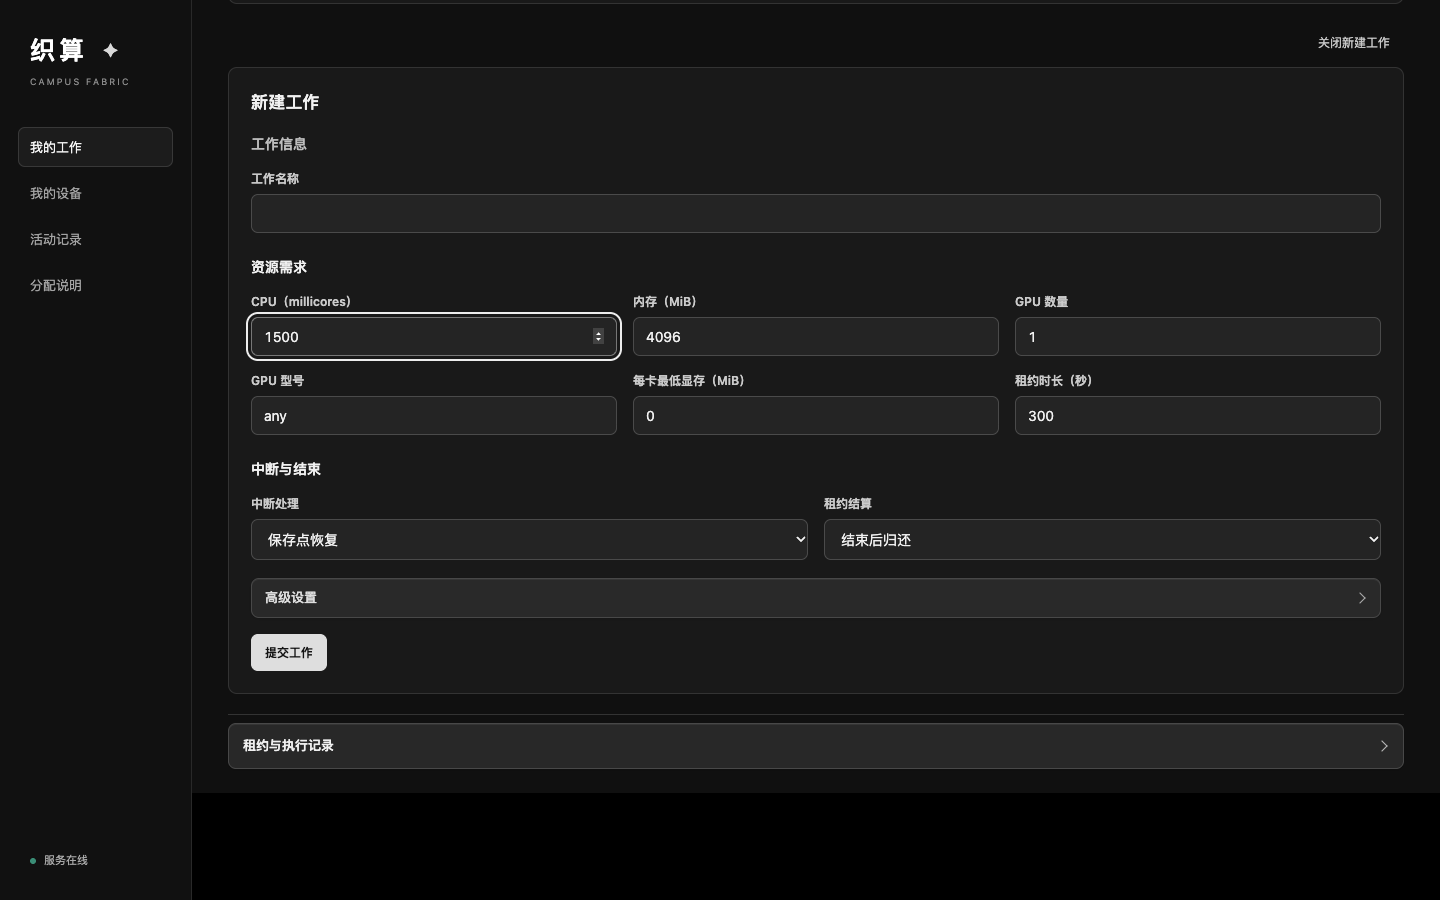 织算
CAMPUS FABRIC
我的工作
我的设备
活动记录
分配说明
服务在线
关闭新建工作
新建工作
工作信息
工作名称
资源需求
CPU（millicores） 内存（MiB） GPU 数量
1500 4096 1
GPU 型号 每卡最低显存（MiB） 租约时长（秒）
any 0 300
中断与结束
中断处理 租约结算
保存点恢复 结束后归还
高级设置
提交工作
租约与执行记录